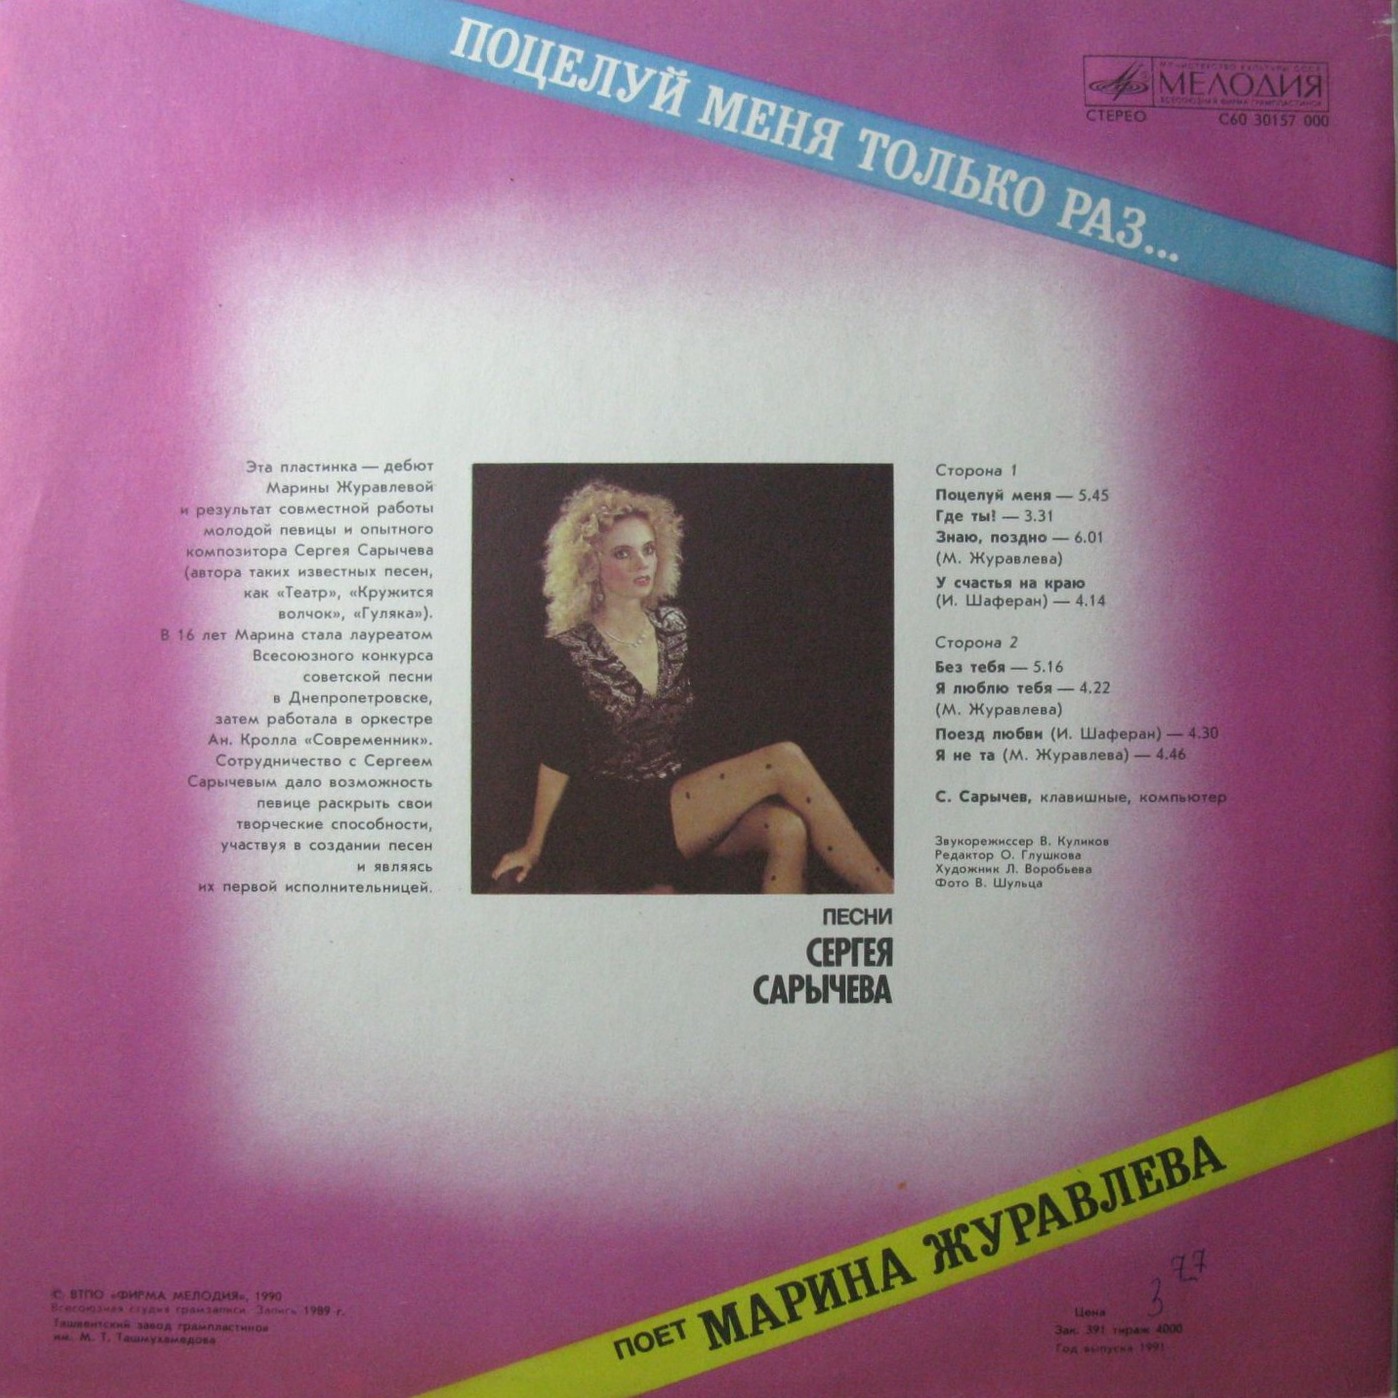 ПОЦЕЛУЙ МЕНЯ ТОЛЬКО РАЗ...
МИНИСТЕРСТВО КУЛЬТУРЫ СССР
МЕЛОДИЯ
ВСЕСОЮЗНАЯ ФИРМА ГРАМПЛАСТИНОК
СТЕРЕО С60 30157 000
Эта пластинка — дебют
Марины Журавлевой
и результат совместной работы
молодой певицы и опытного
композитора Сергея Сарычева
(автора таких известных песен,
как «Театр», «Кружится
волчок», «Гуляка»).
В 16 лет Марина стала лауреатом
Всесоюзного конкурса
советской песни
в Днепропетровске,
затем работала в оркестре
Ан. Кролла «Современник».
Сотрудничество с Сергеем
Сарычевым дало возможность
певице раскрыть свои
творческие способности,
участвуя в создании песен
и являясь
их первой исполнительницей.
ПЕСНИ
СЕРГЕЯ
САРЫЧЕВА
Сторона 1
Поцелуй меня — 5.45
Где ты! — 3.31
Знаю, поздно — 6.01
(М. Журавлева)
У счастья на краю
(И. Шаферан) — 4.14
Сторона 2
Без тебя — 5.16
Я люблю тебя — 4.22
(М. Журавлева)
Поезд любви (И. Шаферан) — 4.30
Я не та (М. Журавлева) — 4.46
С. Сарычев, клавишные, компьютер
Звукорежиссер В. Куликов
Редактор О. Глушкова
Художник Л. Воробьева
Фото В. Шульца
ПОЕТ МАРИНА ЖУРАВЛЕВА
© ВТПО «ФИРМА МЕЛОДИЯ», 1990
Всесоюзная студия грамзаписи. Запись 1989 г.
Ташкентский завод грампластинок
им. М. Т. Ташмухамедова
Цена 3 77
Зак. 391 тираж 4000
Год выпуска 1991